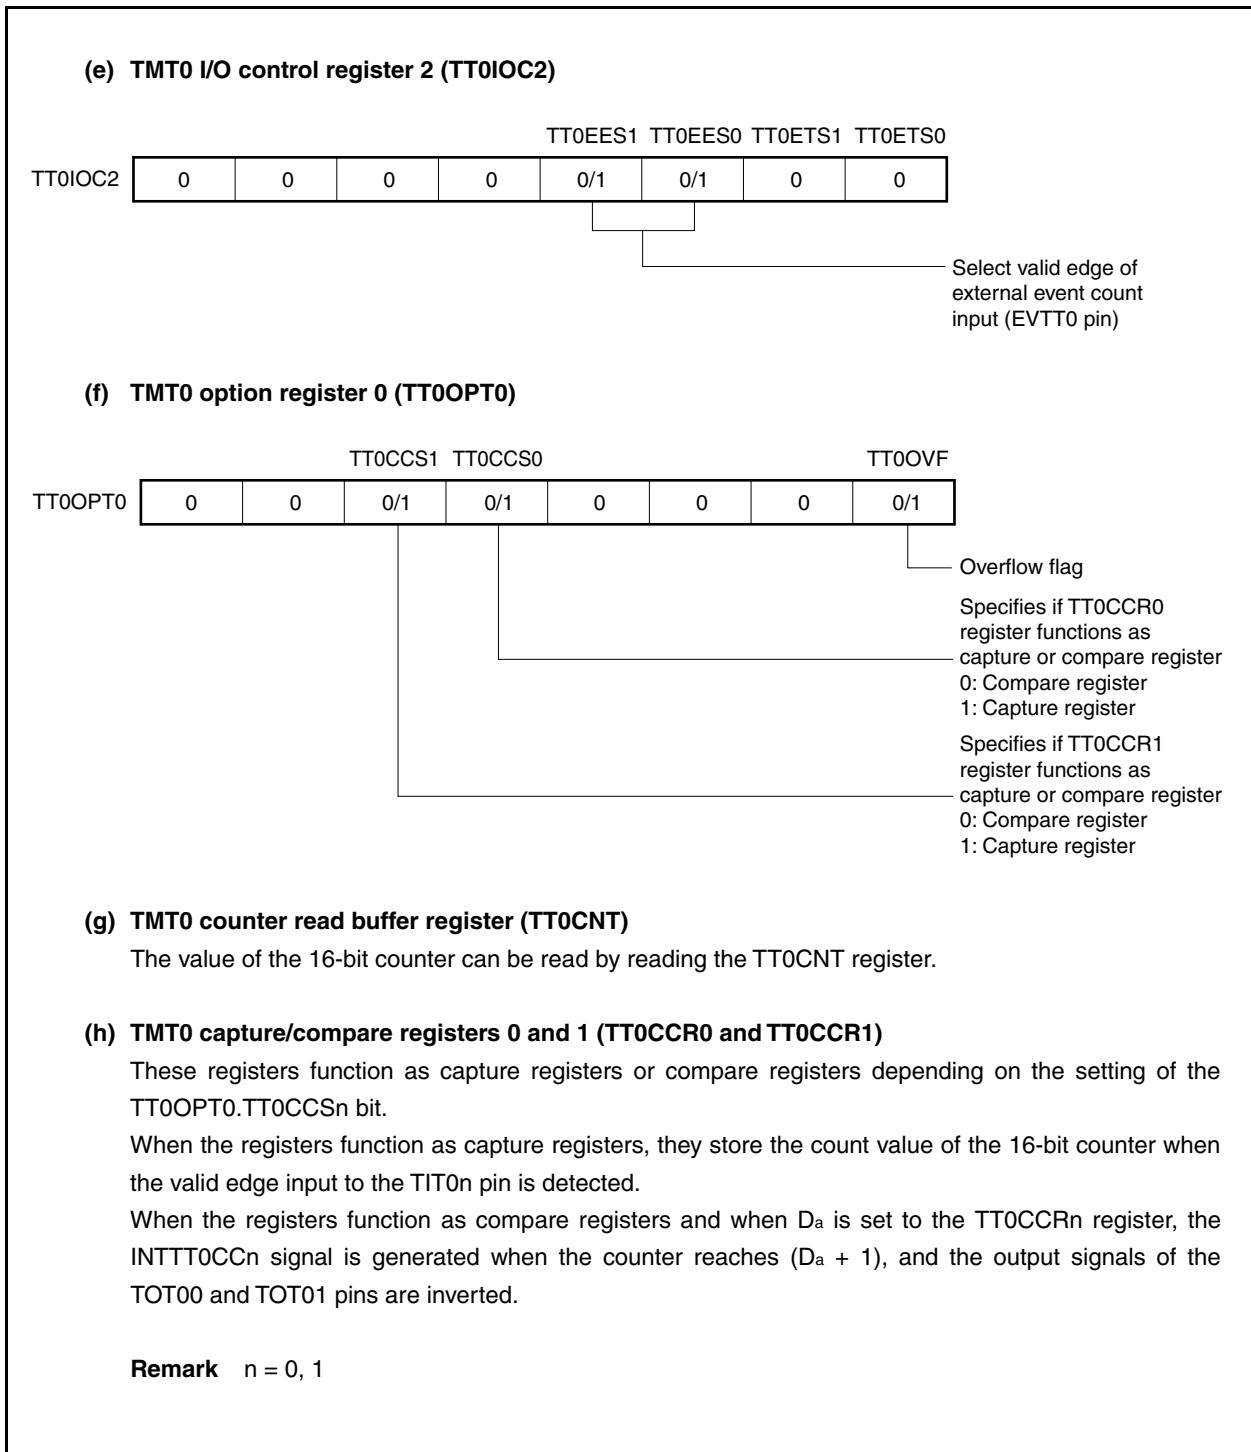 (e) TMT0 I/O control register 2 (TT0IOC2)
TT0EES1 TT0EES0 TT0ETS1 TT0ETS0
TT0IOC2 0 0 0 0 0/1 0/1 0 0
Select valid edge of
external event count
input (EVTT0 pin)
(f) TMT0 option register 0 (TT0OPT0)
TT0CCS1 TT0CCS0 TT0OVF
TT0OPT0 0 0 0/1 0/1 0 0 0 0/1
Overflow flag
Specifies if TT0CCR0
register functions as
capture or compare register
0: Compare register
1: Capture register
Specifies if TT0CCR1
register functions as
capture or compare register
0: Compare register
1: Capture register
(g) TMT0 counter read buffer register (TT0CNT)
The value of the 16-bit counter can be read by reading the TT0CNT register.
(h) TMT0 capture/compare registers 0 and 1 (TT0CCR0 and TT0CCR1)
These registers function as capture registers or compare registers depending on the setting of the
TT0OPT0.TT0CCSn bit.
When the registers function as capture registers, they store the count value of the 16-bit counter when
the valid edge input to the TIT0n pin is detected.
When the registers function as compare registers and when Da is set to the TT0CCRn register, the
INTTT0CCn signal is generated when the counter reaches (Da + 1), and the output signals of the
TOT00 and TOT01 pins are inverted.
Remark n = 0, 1